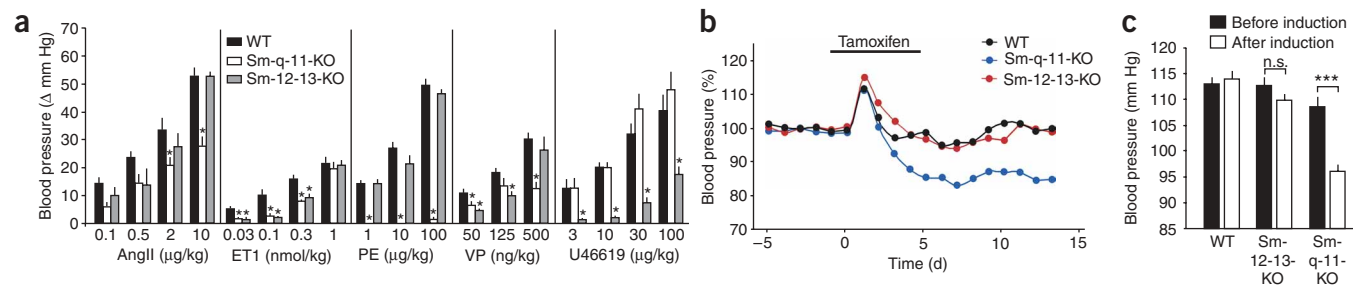 a
Blood pressure (Δ mm Hg)
70
60
50
40
30
20
10
0
WT
Sm-q-11-KO
Sm-12-13-KO
* * ** * * ** * * * * * * * * * * *
0.1 0.5 2 10 0.03 0.1 0.3 1 1 10 100 50 125 500 3 10 30 100
AngII (µg/kg) ET1 (nmol/kg) PE (µg/kg) VP (ng/kg) U46619 (µg/kg)
b
Blood pressure (%)
120
110
100
90
80
70
Tamoxifen
WT
Sm-q-11-KO
Sm-12-13-KO
–5 0 5 10 15
Time (d)
c
Before induction
After induction
Blood pressure (mm Hg)
120
115
110
105
100
95
90
85
n.s.
***
WT Sm- Sm-
12-13- q-11-
KO KO